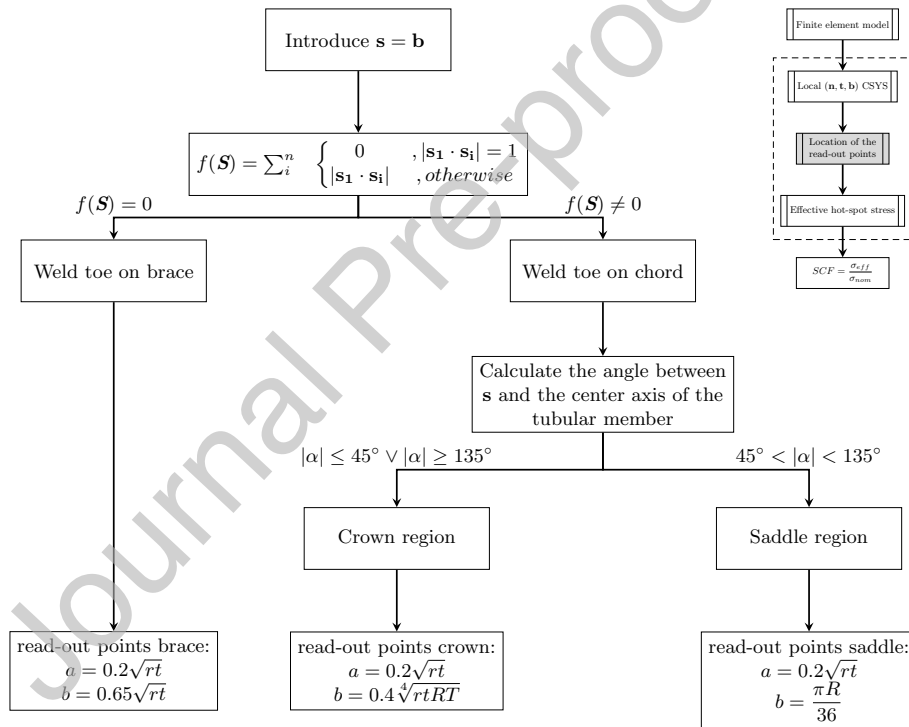 Introduce s = b
f(S) = ∑ᵢⁿ { 0 , |s₁ · sᵢ| = 1
|s₁ · sᵢ| , otherwise
f(S) = 0
f(S) ≠ 0
Weld toe on brace
Weld toe on chord
Calculate the angle between
s and the center axis of the
tubular member
|α| ≤ 45° ∨ |α| ≥ 135°
45° < |α| < 135°
Crown region
Saddle region
read-out points brace:
a = 0.2√rt
b = 0.65√rt
read-out points crown:
a = 0.2√rt
b = 0.4∜rtRT
read-out points saddle:
a = 0.2√rt
b = πR/36
Finite element model
Local (n, t, b) CSYS
Location of the
read-out points
Effective hot-spot stress
SCF = σeff/σnom
Journal Pre-proo